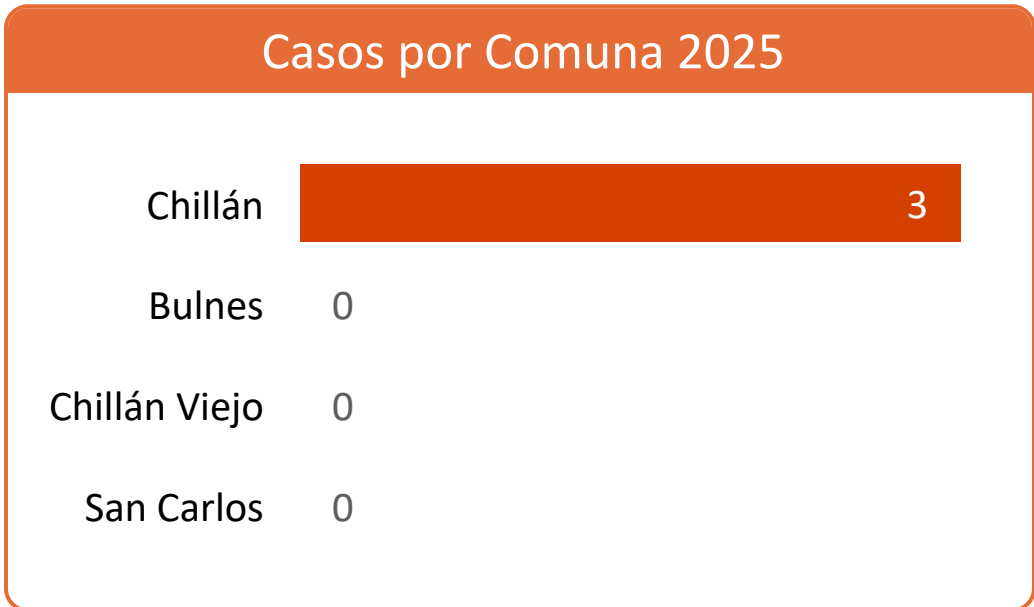 Casos por Comuna 2025
Chillán 3
Bulnes 0
Chillán Viejo 0
San Carlos 0